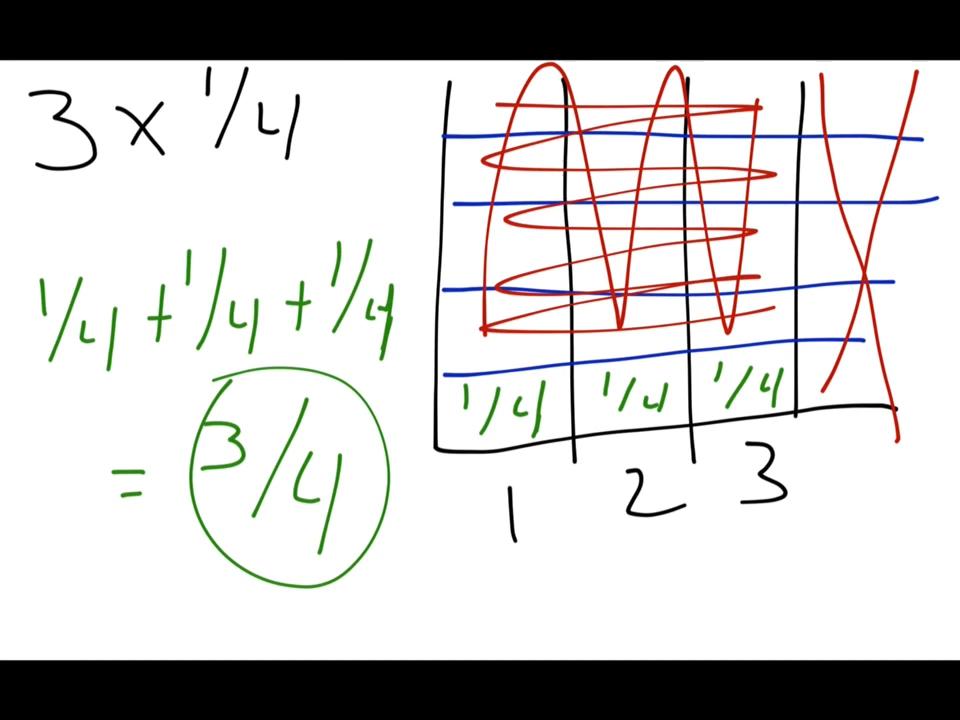 3 x 1/4
1/4 + 1/4 + 1/4
= 3/4
1/4 1/4 1/4
1 2 3